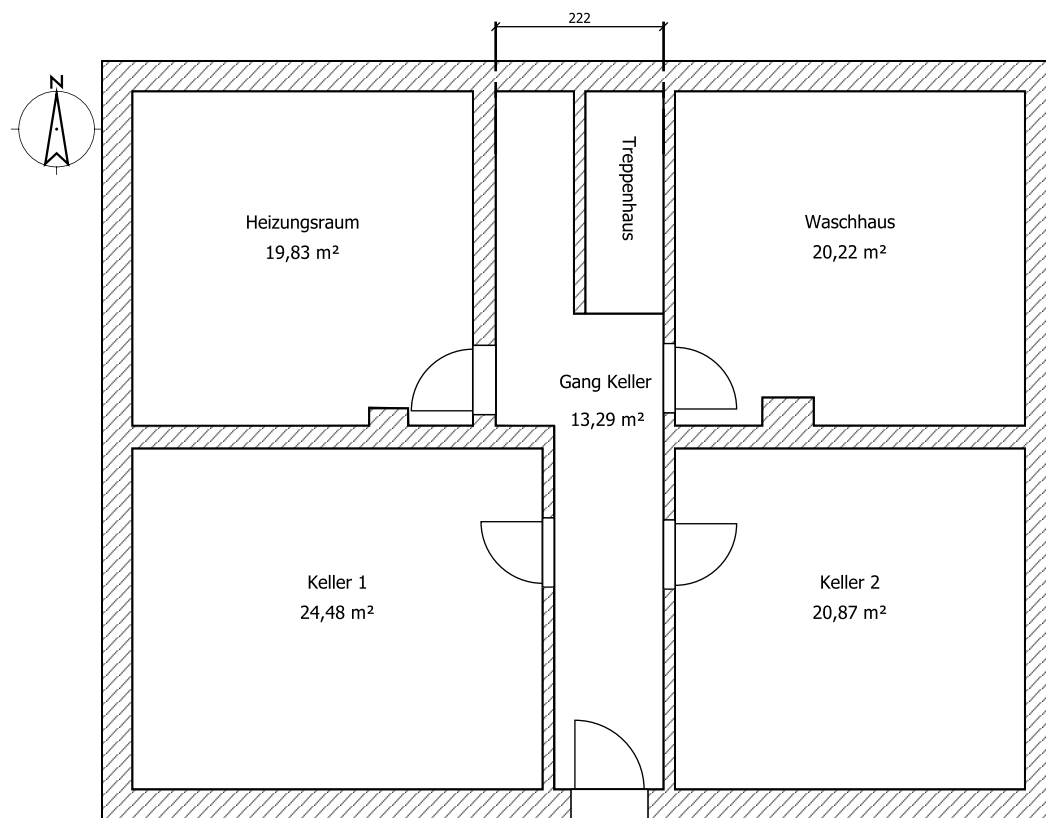 222
N
Treppenhaus
Heizungsraum
19,83 m²
Waschhaus
20,22 m²
Gang Keller
13,29 m²
Keller 1
24,48 m²
Keller 2
20,87 m²